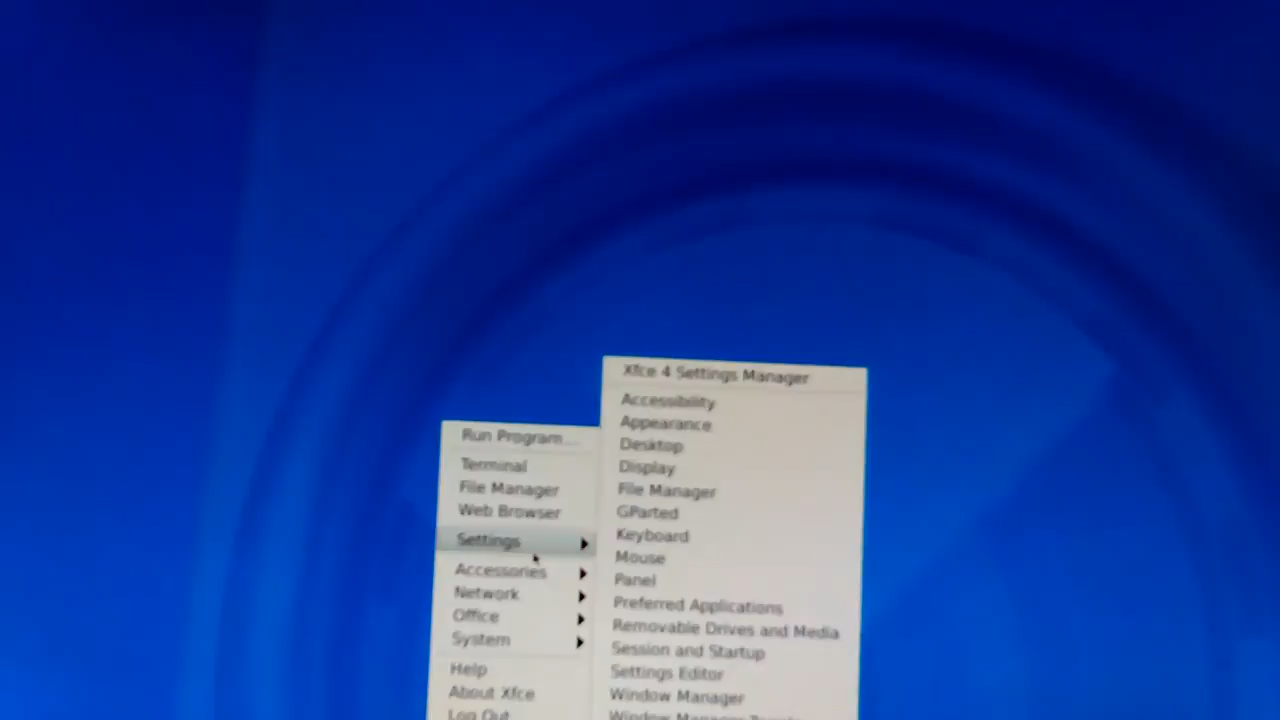 Run Program...
Terminal
File Manager
Web Browser
Settings
Accessories
Network
Office
System
Help
About Xfce
Log Out
Xfce 4 Settings Manager
Accessibility
Appearance
Desktop
Display
File Manager
GParted
Keyboard
Mouse
Panel
Preferred Applications
Removable Drives and Media
Session and Startup
Settings Editor
Window Manager
Window Manager